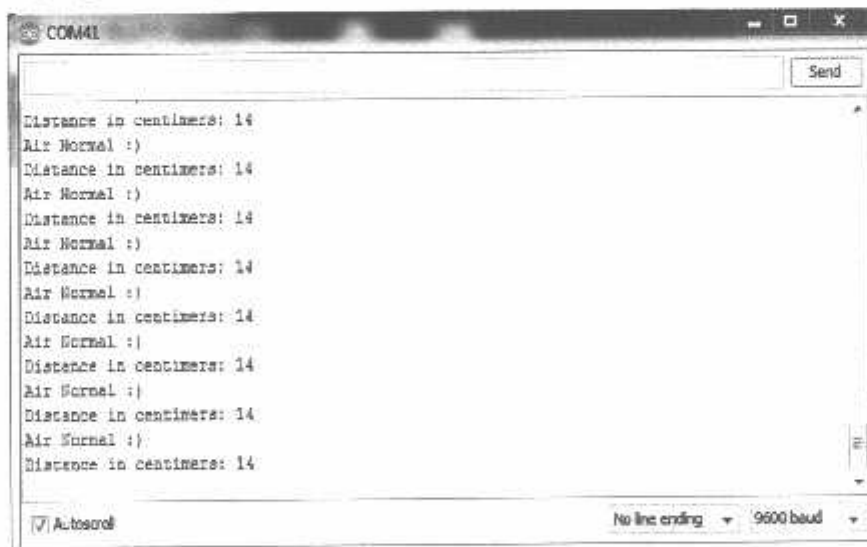 COM41
Send
Distance in centimers: 14
Air Normal :)
Distance in centimers: 14
Air Normal :)
Distance in centimers: 14
Air Normal :)
Distance in centimers: 14
Air Normal :)
Distance in centimers: 14
Air Normal :)
Distance in centimers: 14
Air Normal :)
Distance in centimers: 14
Air Normal :)
Distance in centimers: 14
Autoscroll
No line ending
9600 baud